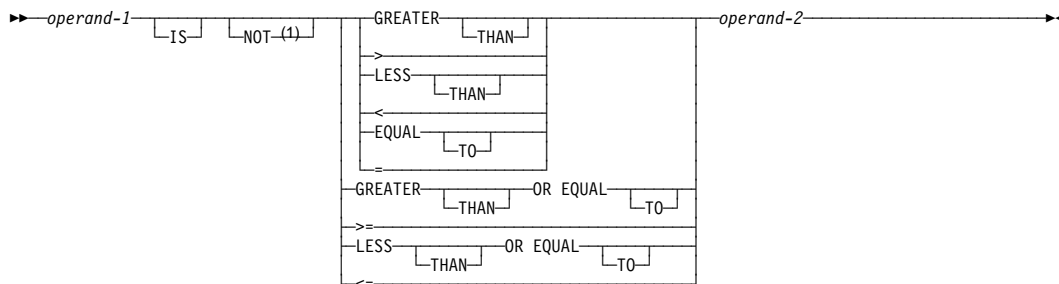 operand-1 IS NOT (1) GREATER THAN operand-2
>
LESS THAN
<
EQUAL TO
=
GREATER THAN OR EQUAL TO
>=
LESS THAN OR EQUAL TO
<=